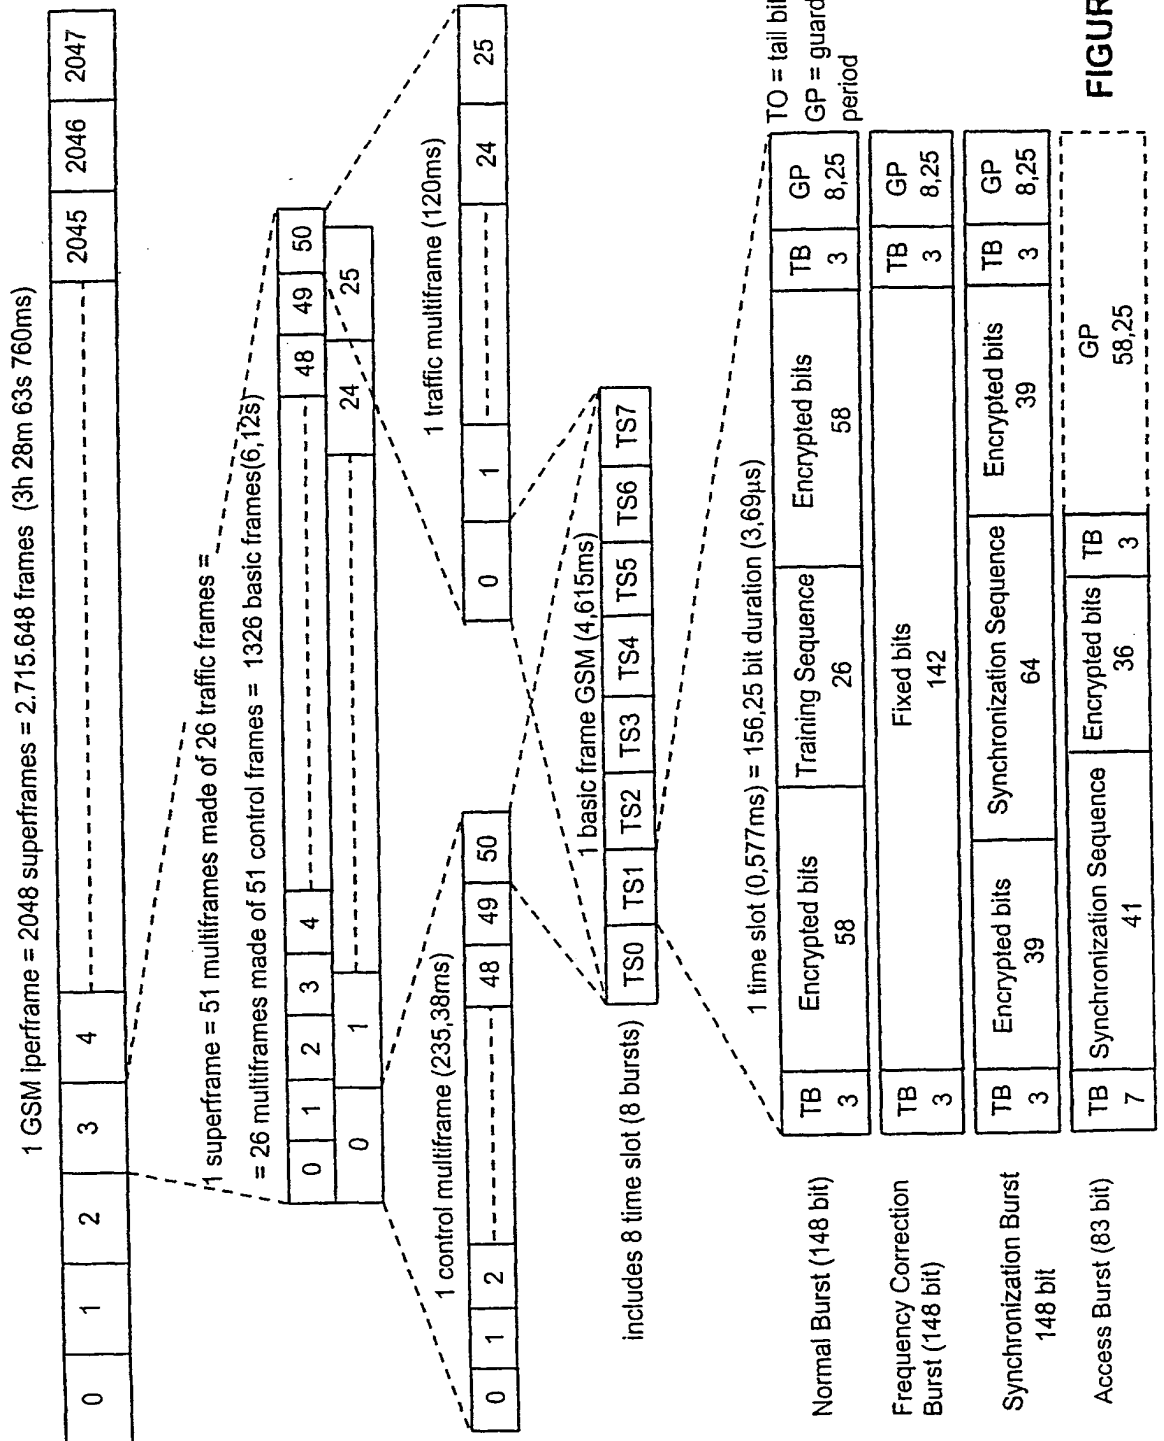 1 GSM iperframe = 2048 superframes = 2.715.648 frames (3h 28m 63s 760ms)
0 1 2 3 4 2045 2046 2047
1 superframe = 51 multiframes made of 26 traffic frames =
= 26 multiframes made of 51 control frames = 1326 basic frames(6,12s)
0 1 2 3 4 48 49 50
0 1 24 25
1 control multiframe (235,38ms)
0 1 2 48 49 50
1 traffic multiframe (120ms)
0 1 24 25
1 basic frame GSM (4,615ms)
includes 8 time slot (8 bursts)
TS0 TS1 TS2 TS3 TS4 TS5 TS6 TS7
1 time slot (0,577ms) = 156,25 bit duration (3,69µs)
TO = tail bit
GP = guard
period
Normal Burst (148 bit)
TB Encrypted bits Training Sequence Encrypted bits TB GP
3 58 26 58 3 8,25
Frequency Correction
Burst (148 bit)
TB Fixed bits TB GP
3 142 3 8,25
Synchronization Burst
148 bit
TB Encrypted bits Synchronization Sequence Encrypted bits TB GP
3 39 64 39 3 8,25
Access Burst (83 bit)
TB Synchronization Sequence Encrypted bits TB GP
7 41 36 3 58,25
FIGUR